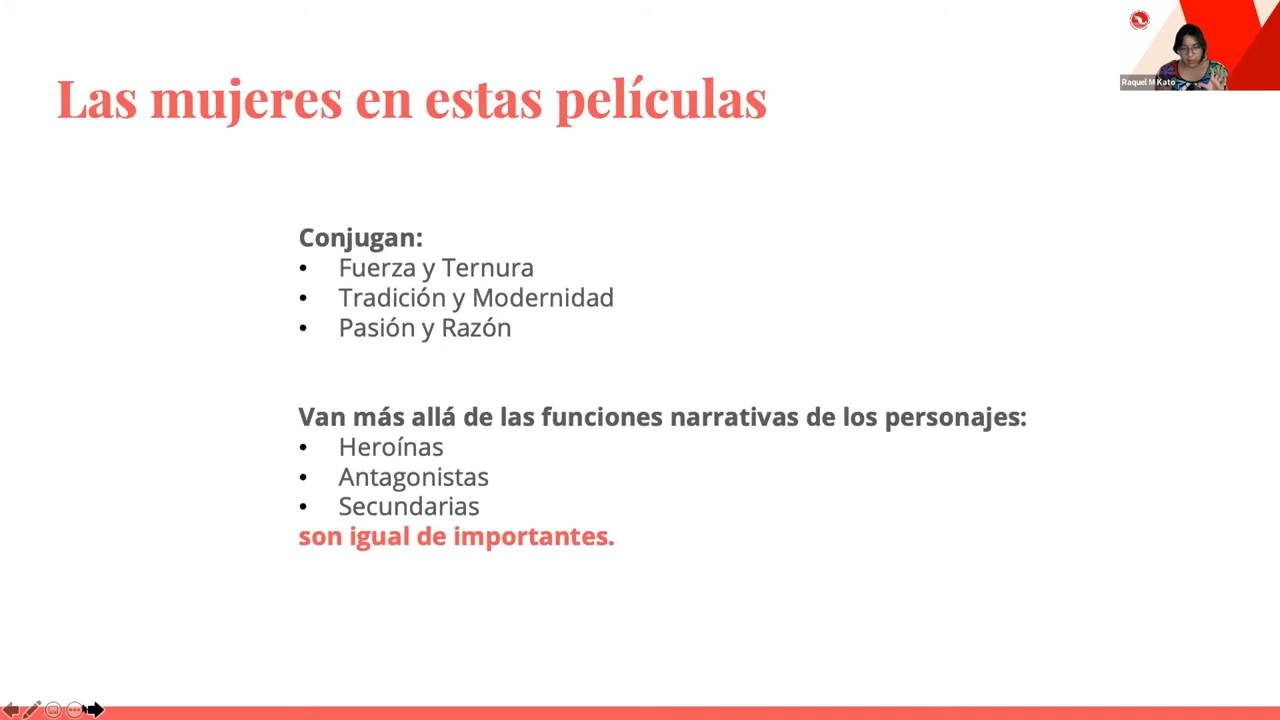 Raquel M Kato
Las mujeres en estas películas
Conjugan:
• Fuerza y Ternura
• Tradición y Modernidad
• Pasión y Razón
Van más allá de las funciones narrativas de los personajes:
• Heroínas
• Antagonistas
• Secundarias
son igual de importantes.